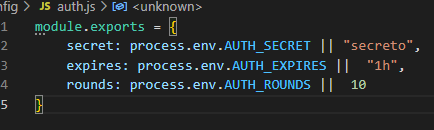 nfig > auth.js > <unknown>
1 module.exports = {
2 secret: process.env.AUTH_SECRET || "secreto",
3 expires: process.env.AUTH_EXPIRES ||  "1h",
4 rounds: process.env.AUTH_ROUNDS ||  10
5 }